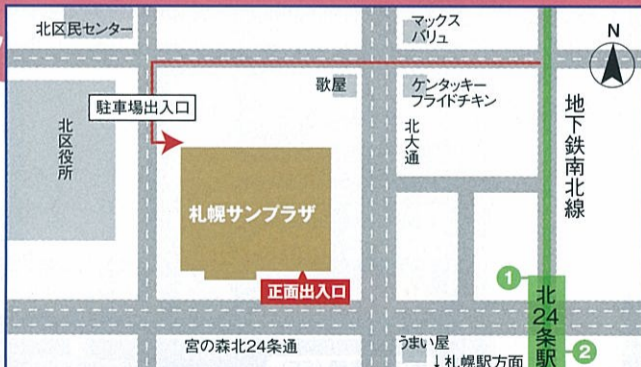 北区民センター
マックス
バリュ
N
歌屋
ケンタッキー
フライドチキン
駐車場出入口
北区役所
北大通
地下鉄南北線
札幌サンプラザ
正面出入口
1
北24条駅
2
宮の森北24条通
うまい屋
↓札幌駅方面